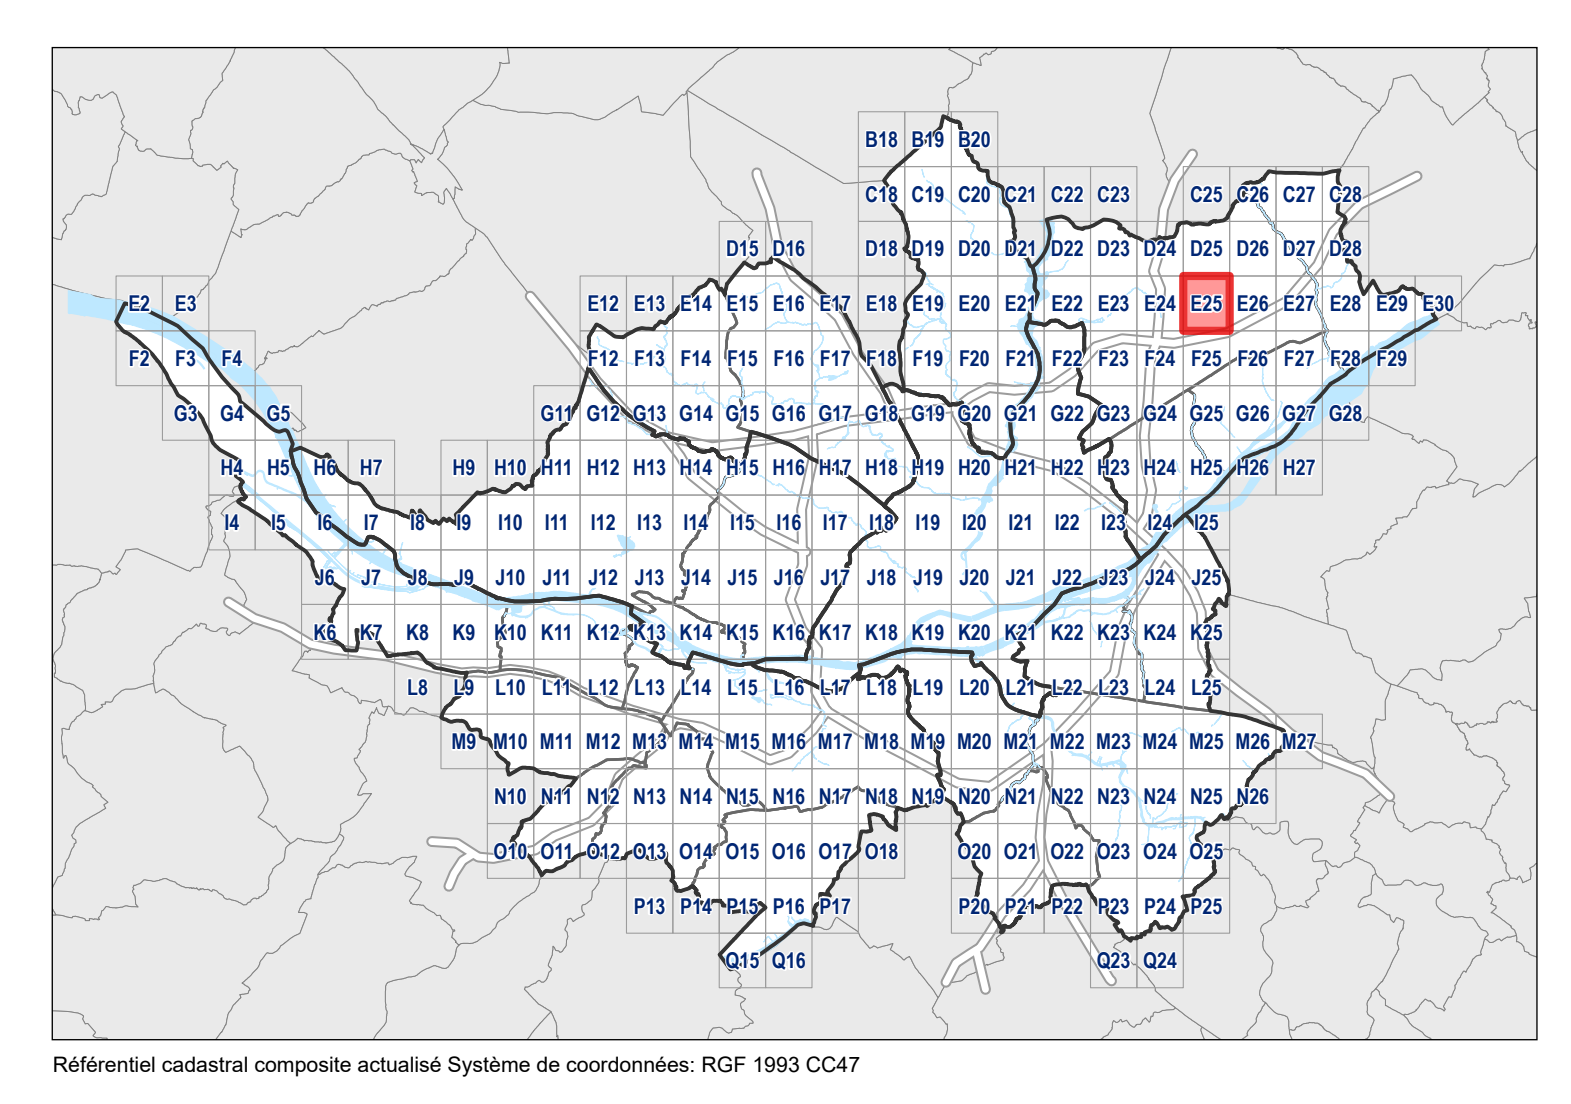 B18 B19 B20
C18 C19 C20 C21 C22 C23 C25 C26 C27 C28
D15 D16 D18 D19 D20 D21 D22 D23 D24 D25 D26 D27 D28
E2 E3 E12 E13 E14 E15 E16 E17 E18 E19 E20 E21 E22 E23 E24 E25 E26 E27 E28 E29 E30
F2 F3 F4 F12 F13 F14 F15 F16 F17 F18 F19 F20 F21 F22 F23 F24 F25 F26 F27 F28 F29
G3 G4 G5 G11 G12 G13 G14 G15 G16 G17 G18 G19 G20 G21 G22 G23 G24 G25 G26 G27 G28
H4 H5 H6 H7 H9 H10 H11 H12 H13 H14 H15 H16 H17 H18 H19 H20 H21 H22 H23 H24 H25 H26 H27
I4 I5 I6 I7 I8 I9 I10 I11 I12 I13 I14 I15 I16 I17 I18 I19 I20 I21 I22 I23 I24 I25
J6 J7 J8 J9 J10 J11 J12 J13 J14 J15 J16 J17 J18 J19 J20 J21 J22 J23 J24 J25
K6 K7 K8 K9 K10 K11 K12 K13 K14 K15 K16 K17 K18 K19 K20 K21 K22 K23 K24 K25
L8 L9 L10 L11 L12 L13 L14 L15 L16 L17 L18 L19 L20 L21 L22 L23 L24 L25
M9 M10 M11 M12 M13 M14 M15 M16 M17 M18 M19 M20 M21 M22 M23 M24 M25 M26 M27
N10 N11 N12 N13 N14 N15 N16 N17 N18 N19 N20 N21 N22 N23 N24 N25 N26
O10 O11 O12 O13 O14 O15 O16 O17 O18 O20 O21 O22 O23 O24 O25
P13 P14 P15 P16 P17 P20 P21 P22 P23 P24 P25
Q15 Q16 Q23 Q24
Référentiel cadastral composite actualisé Système de coordonnées: RGF 1993 CC47